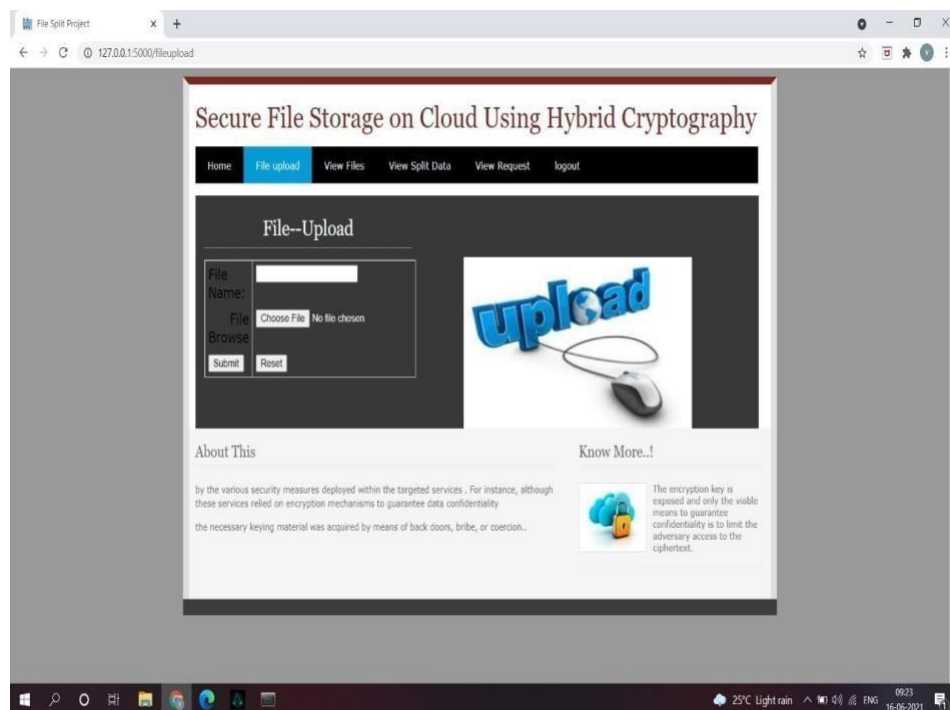 File Split Project
127.0.0.1:5000/fileupload
Secure File Storage on Cloud Using Hybrid Cryptography
Home File upload View Files View Split Data View Request logout
File--Upload
File
Name:
File
Browse
Choose File No file chosen
Submit Reset
upload
About This
by the various security measures deployed within the targeted services . For instance, although
these services relied on encryption mechanisms to guarantee data confidentiality
the necessary keying material was acquired by means of back doors, bribe, or coercion..
Know More..!
The encryption key is
exposed and only the viable
means to guarantee
confidentiality is to limit the
adversary access to the
ciphertext.
25°C Light rain
ENG
09:23
16-06-2021